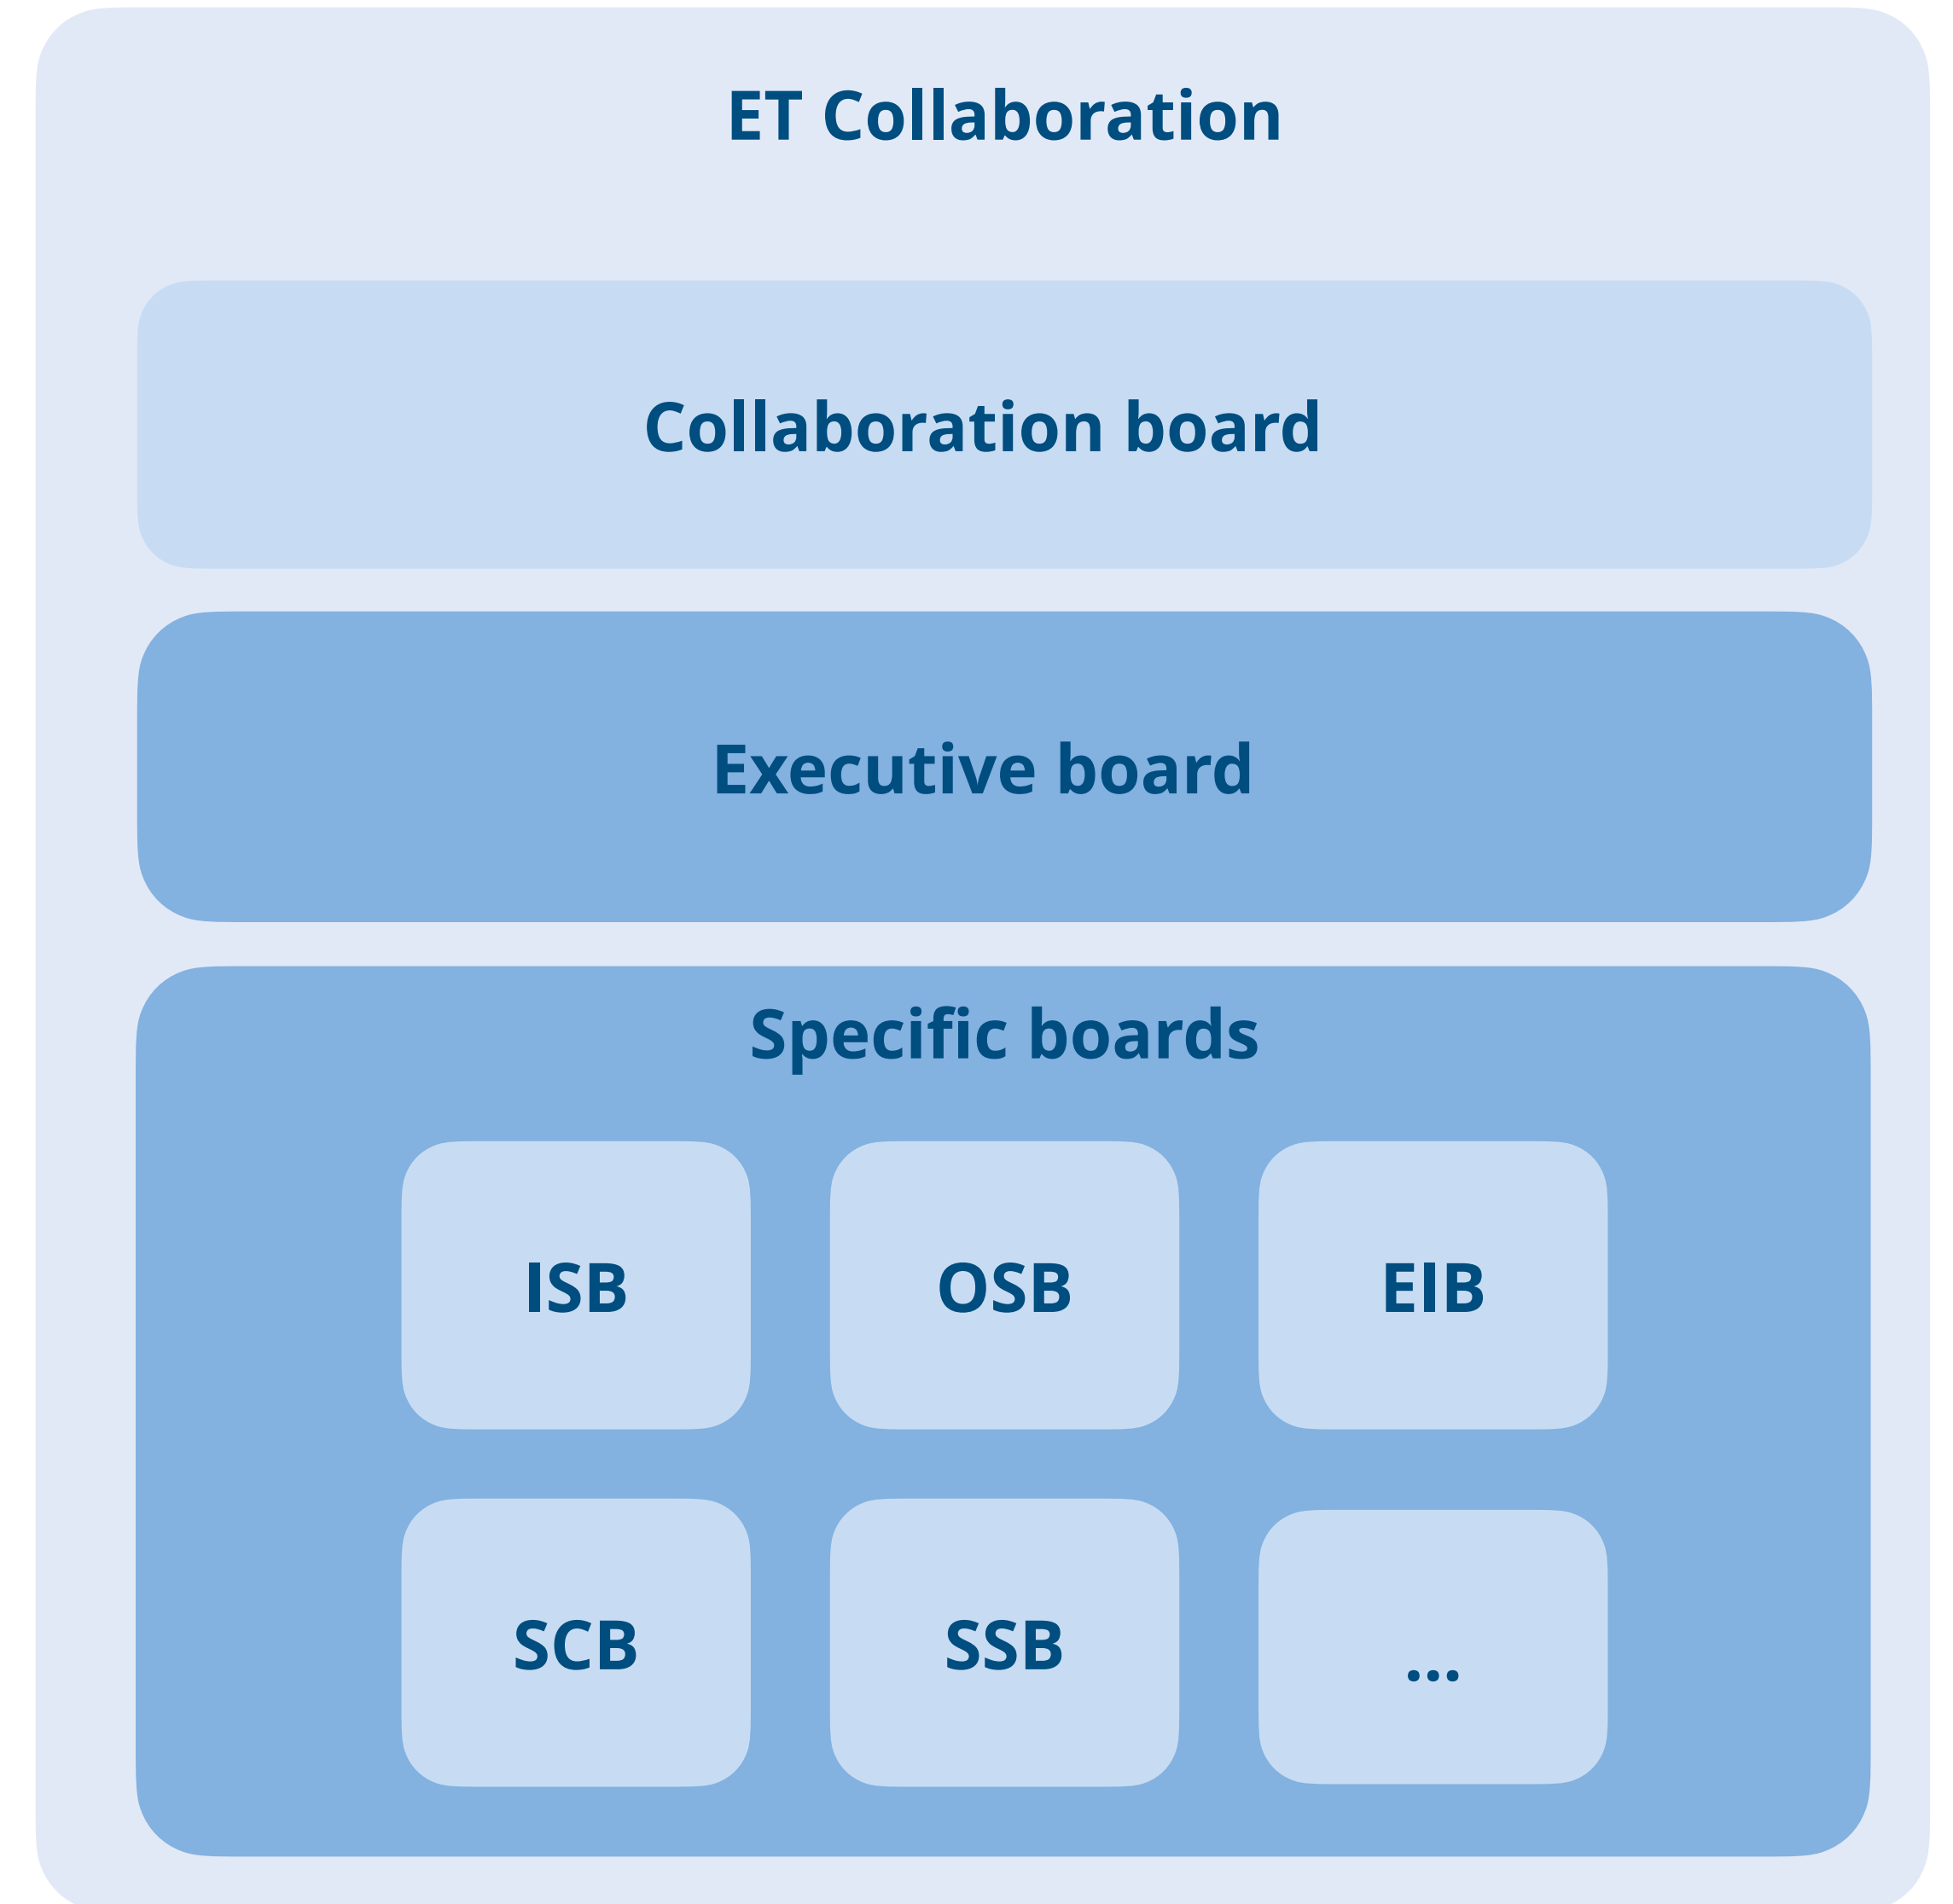 ET Collaboration
Collaboration board
Executive board
Specific boards
ISB
OSB
EIB
SCB
SSB
...